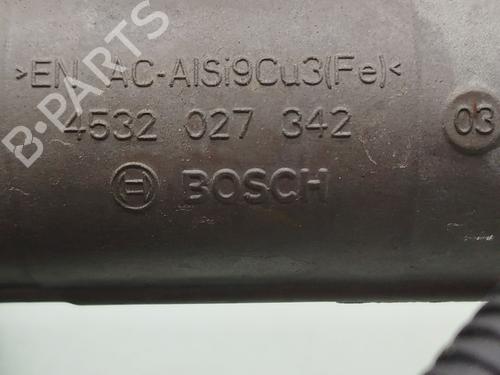 >EN AC-AlSi9Cu3(Fe)<
4532 027 342
03
BOSCH
B-PARTS